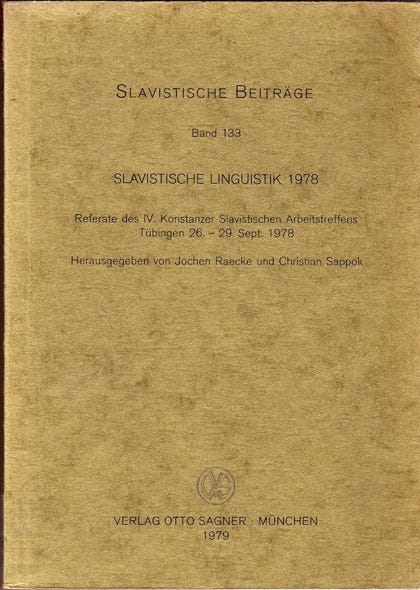 SLAVISTISCHE BEITRÄGE
Band 133
SLAVISTISCHE LINGUISTIK 1978
Referate des IV. Konstanzer Slavistischen Arbeitstreffens
Tübingen 26. – 29. Sept. 1978
Herausgegeben von Jochen Raecke und Christian Sappok
VERLAG OTTO SAGNER · MÜNCHEN
1979